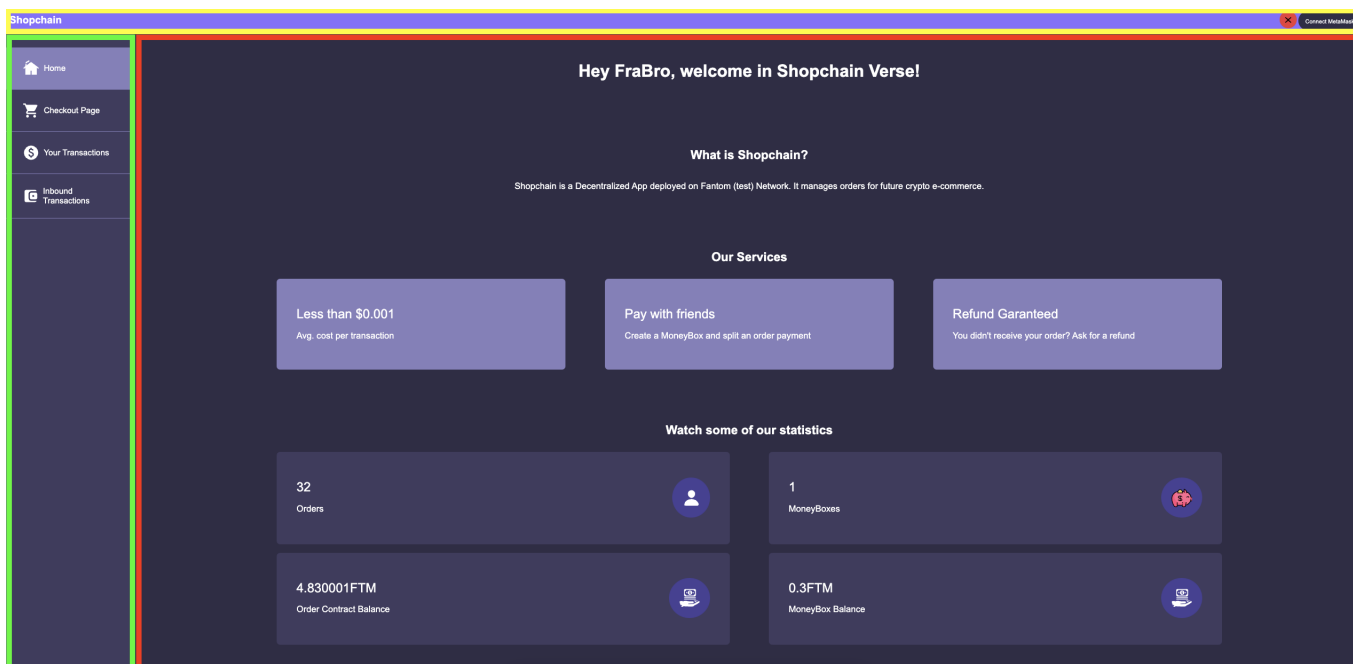 Shopchain
Connect MetaMask
Home
Checkout Page
Your Transactions
Inbound
Transactions
Hey FraBro, welcome in Shopchain Verse!
What is Shopchain?
Shopchain is a Decentralized App deployed on Fantom (test) Network. It manages orders for future crypto e-commerce.
Our Services
Less than $0.001
Avg. cost per transaction
Pay with friends
Create a MoneyBox and split an order payment
Refund Garanteed
You didn't receive your order? Ask for a refund
Watch some of our statistics
32
Orders
1
MoneyBoxes
4.830001FTM
Order Contract Balance
0.3FTM
MoneyBox Balance